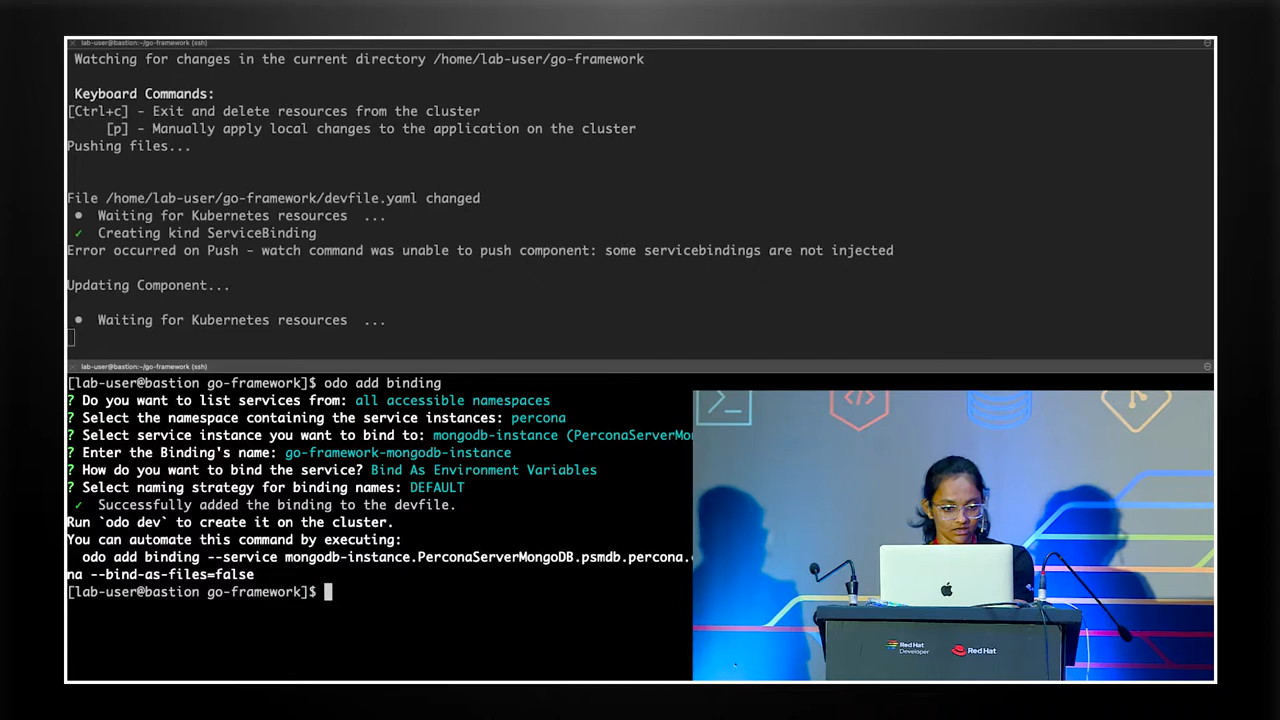 lab-user@bastion:~/go-framework (ssh)
Watching for changes in the current directory /home/lab-user/go-framework
Keyboard Commands:
[Ctrl+c] - Exit and delete resources from the cluster
[p] - Manually apply local changes to the application on the cluster
Pushing files...
File /home/lab-user/go-framework/devfile.yaml changed
• Waiting for Kubernetes resources ...
✓ Creating kind ServiceBinding
Error occurred on Push - watch command was unable to push component: some servicebindings are not injected
Updating Component...
• Waiting for Kubernetes resources ...
lab-user@bastion:~/go-framework (ssh)
[lab-user@bastion go-framework]$ odo add binding
? Do you want to list services from: all accessible namespaces
? Select the namespace containing the service instances: percona
? Select service instance you want to bind to: mongodb-instance (PerconaServerMo
? Enter the Binding's name: go-framework-mongodb-instance
? How do you want to bind the service? Bind As Environment Variables
? Select naming strategy for binding names: DEFAULT
✓ Successfully added the binding to the devfile.
Run `odo dev` to create it on the cluster.
You can automate this command by executing:
odo add binding --service mongodb-instance.PerconaServerMongoDB.psmdb.percona.
na --bind-as-files=false
[lab-user@bastion go-framework]$
Red Hat
Developer
Red Hat